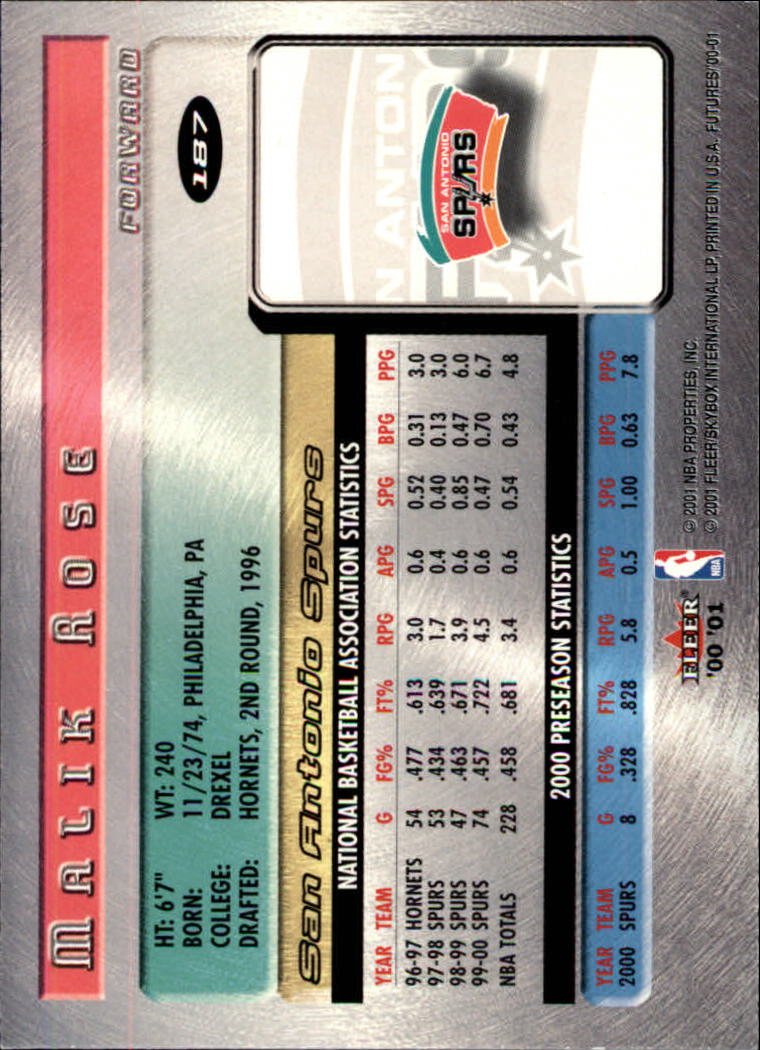 MALIK ROSE
FORWARD
187
HT: 6'7" WT: 240
BORN: 11/23/74, PHILADELPHIA, PA
COLLEGE: DREXEL
DRAFTED: HORNETS, 2ND ROUND, 1996
SAN ANTONIO
SPURS
San Antonio Spurs
NATIONAL BASKETBALL ASSOCIATION STATISTICS
YEAR TEAM G FG% FT% RPG APG SPG BPG PPG
96-97 HORNETS 54 .477 .613 3.0 0.6 0.52 0.31 3.0
97-98 SPURS 53 .434 .639 1.7 0.4 0.40 0.13 3.0
98-99 SPURS 47 .463 .671 3.9 0.6 0.85 0.47 6.0
99-00 SPURS 74 .457 .722 4.5 0.6 0.47 0.70 6.7
NBA TOTALS 228 .458 .681 3.4 0.6 0.54 0.43 4.8
2000 PRESEASON STATISTICS
YEAR TEAM G FG% FT% RPG APG SPG BPG PPG
2000 SPURS 8 .328 .828 5.8 0.5 1.00 0.63 7.8
FLEER®
'00 '01
NBA
© 2001 NBA PROPERTIES, INC.
© 2001 FLEER/SKYBOX INTERNATIONAL LP, PRINTED IN U.S.A. FUTURES/'00-01